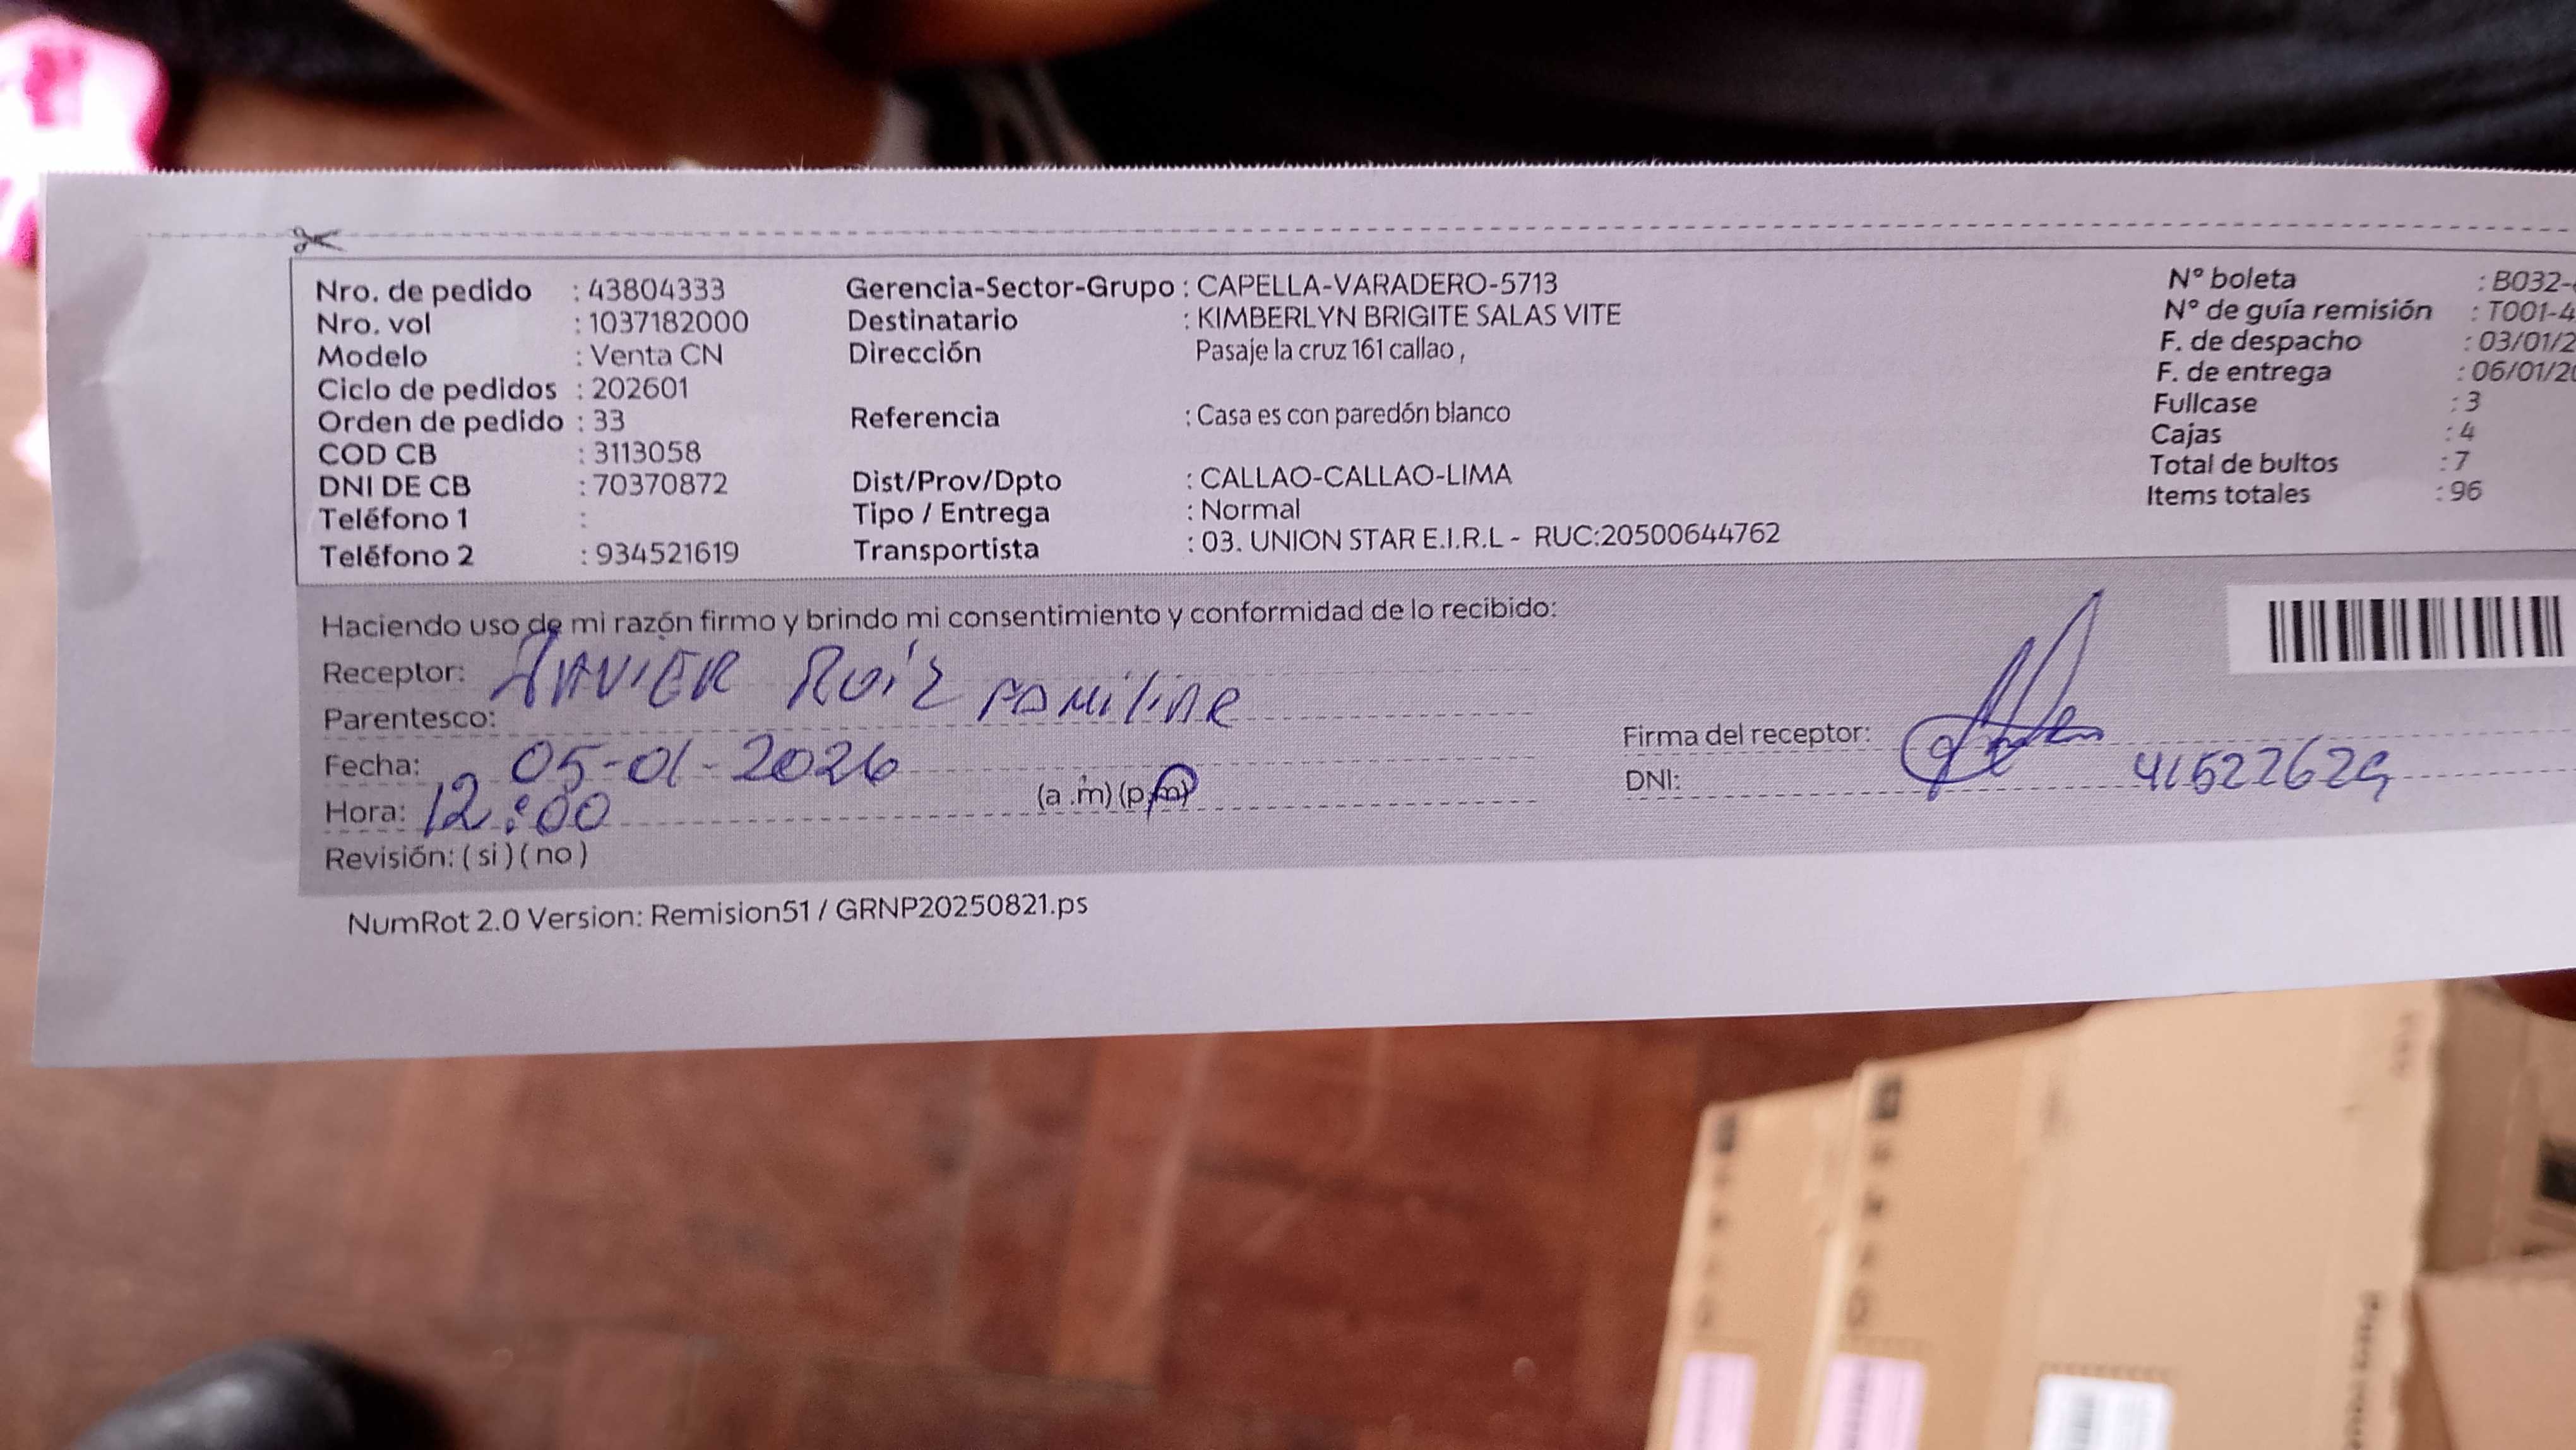 Nro. de pedido : 43804333
Nro. vol : 1037182000
Modelo : Venta CN
Ciclo de pedidos : 202601
Orden de pedido : 33
COD CB : 3113058
DNI DE CB : 70370872
Teléfono 1 :
Teléfono 2 : 934521619
Gerencia-Sector-Grupo : CAPELLA-VARADERO-5713
Destinatario : KIMBERLYN BRIGITE SALAS VITE
Dirección Pasaje la cruz 161 callao ,
Referencia : Casa es con paredón blanco
Dist/Prov/Dpto : CALLAO-CALLAO-LIMA
Tipo / Entrega : Normal
Transportista : 03. UNION STAR E.I.R.L - RUC:20500644762
N° boleta : B032-
N° de guía remisión : T001-4
F. de despacho : 03/01/2
F. de entrega : 06/01/20
Fullcase : 3
Cajas : 4
Total de bultos : 7
Items totales : 96
Haciendo uso de mi razón firmo y brindo mi consentimiento y conformidad de lo recibido:
Receptor: JAVIER Ruiz
Parentesco: FAMILIAR
Fecha: 05-01-2026
Hora: 12:00 (a .m) (p.m)
Revisión: ( si ) ( no )
Firma del receptor:
DNI: 41522629
NumRot 2.0 Version: Remision51 / GRNP20250821.ps